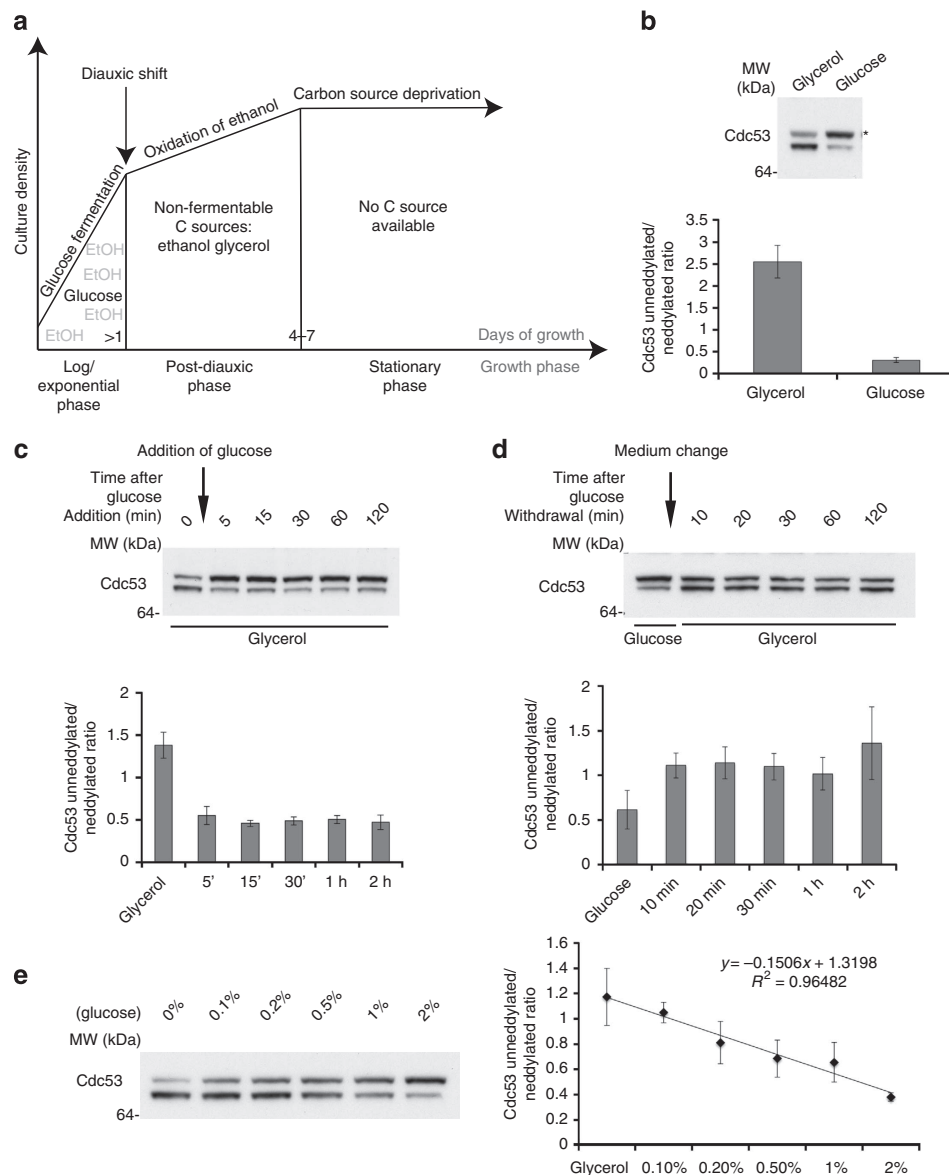 a
Diauxic shift
Carbon source deprivation
Oxidation of ethanol
Glucose fermentation
Culture density
Non-fermentable
C sources:
ethanol glycerol
No C source
available
EtOH
EtOH
Glucose
EtOH
EtOH
>1
4–7
Days of growth
Log/
exponential
phase
Post-diauxic
phase
Stationary
phase
Growth phase
b
MW
(kDa)
Glycerol
Glucose
Cdc53
*
64-
Cdc53 unneddylated/
neddylated ratio
3.5
3
2.5
2
1.5
1
0.5
0
Glycerol
Glucose
c
Addition of glucose
Time after
glucose
Addition (min)
0
5
15
30
60
120
MW (kDa)
Cdc53
64-
Glycerol
Cdc53 unneddylated/
neddylated ratio
2
1.5
1
0.5
0
Glycerol
5’
15’
30’
1 h
2 h
d
Medium change
Time after
glucose
Withdrawal (min)
10
20
30
60
120
MW (kDa)
Cdc53
64-
Glucose
Glycerol
Cdc53 unneddylated/
neddylated ratio
2
1.5
1
0.5
0
Glucose
10 min
20 min
30 min
1 h
2 h
e
(glucose)
0%
0.1%
0.2%
0.5%
1%
2%
MW (kDa)
Cdc53
64-
Cdc53 unneddylated/
neddylated ratio
1.6
1.4
1.2
1
0.8
0.6
0.4
0.2
0
y= –0.1506x + 1.3198
R² = 0.96482
Glycerol
0.10%
0.20%
0.50%
1%
2%